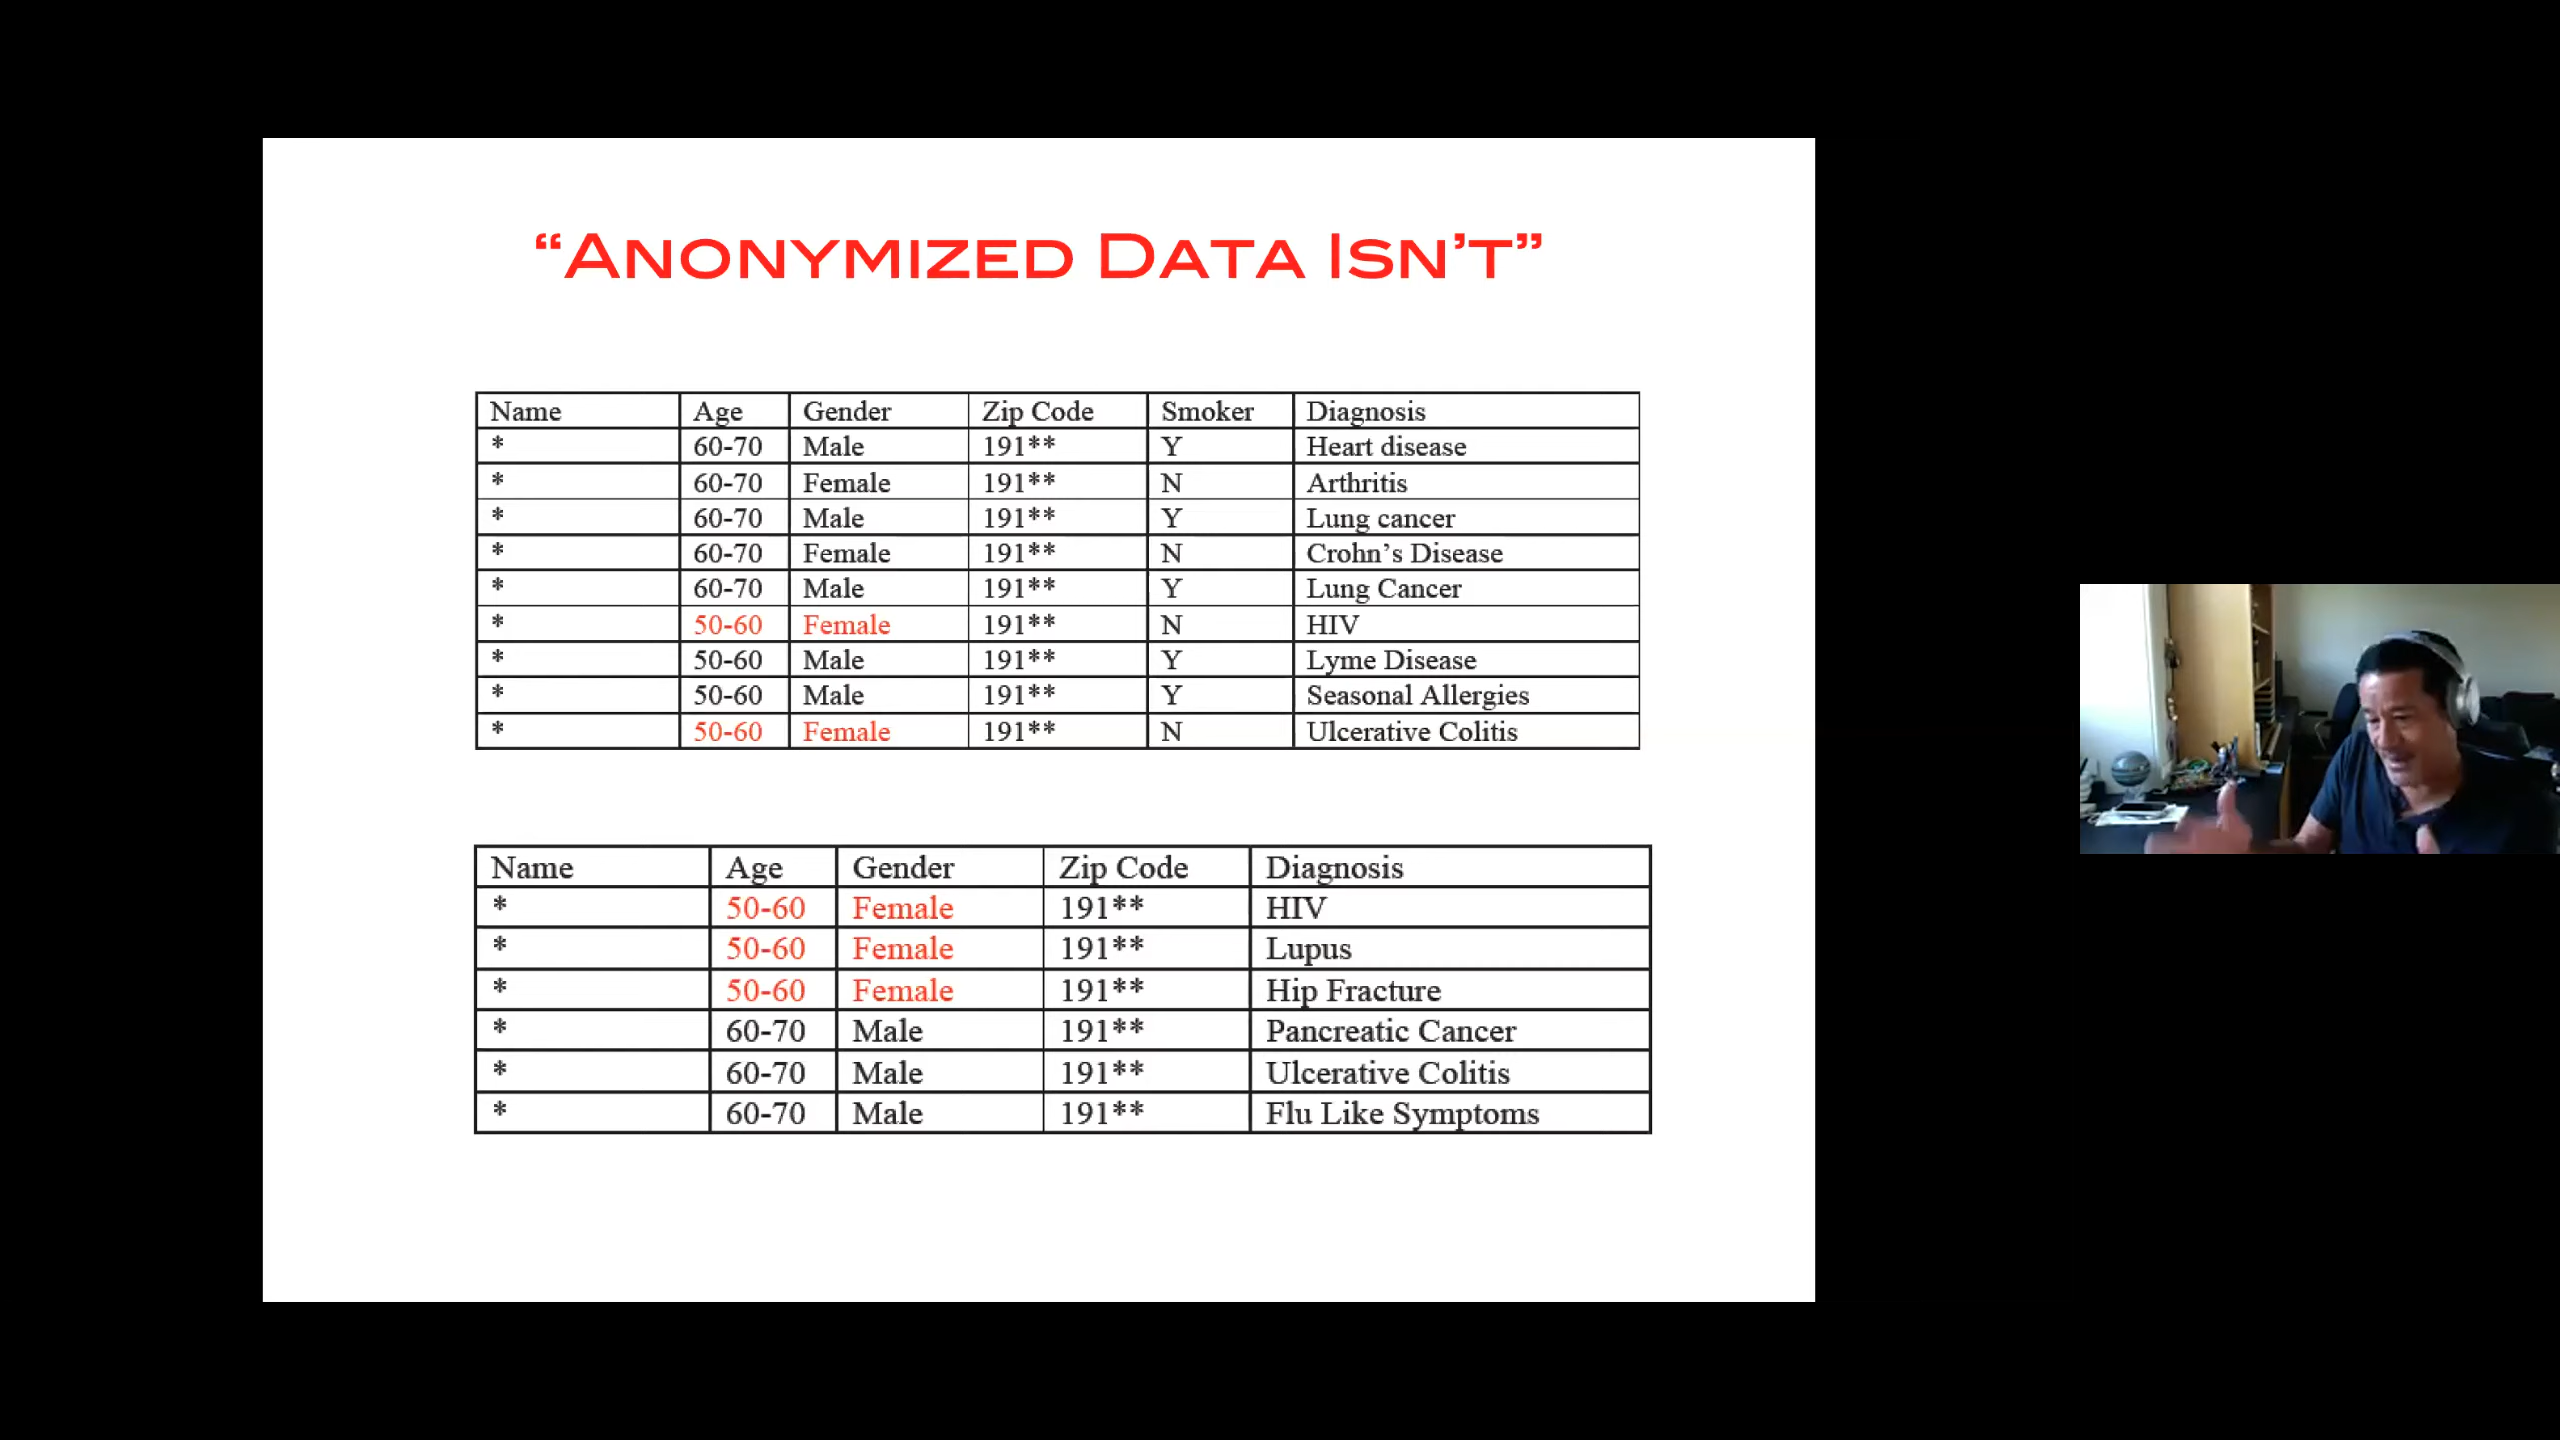 “Anonymized Data Isn’t”
Name Age Gender Zip Code Smoker Diagnosis
* 60-70 Male 191** Y Heart disease
* 60-70 Female 191** N Arthritis
* 60-70 Male 191** Y Lung cancer
* 60-70 Female 191** N Crohn’s Disease
* 60-70 Male 191** Y Lung Cancer
* 50-60 Female 191** N HIV
* 50-60 Male 191** Y Lyme Disease
* 50-60 Male 191** Y Seasonal Allergies
* 50-60 Female 191** N Ulcerative Colitis
Name Age Gender Zip Code Diagnosis
* 50-60 Female 191** HIV
* 50-60 Female 191** Lupus
* 50-60 Female 191** Hip Fracture
* 60-70 Male 191** Pancreatic Cancer
* 60-70 Male 191** Ulcerative Colitis
* 60-70 Male 191** Flu Like Symptoms